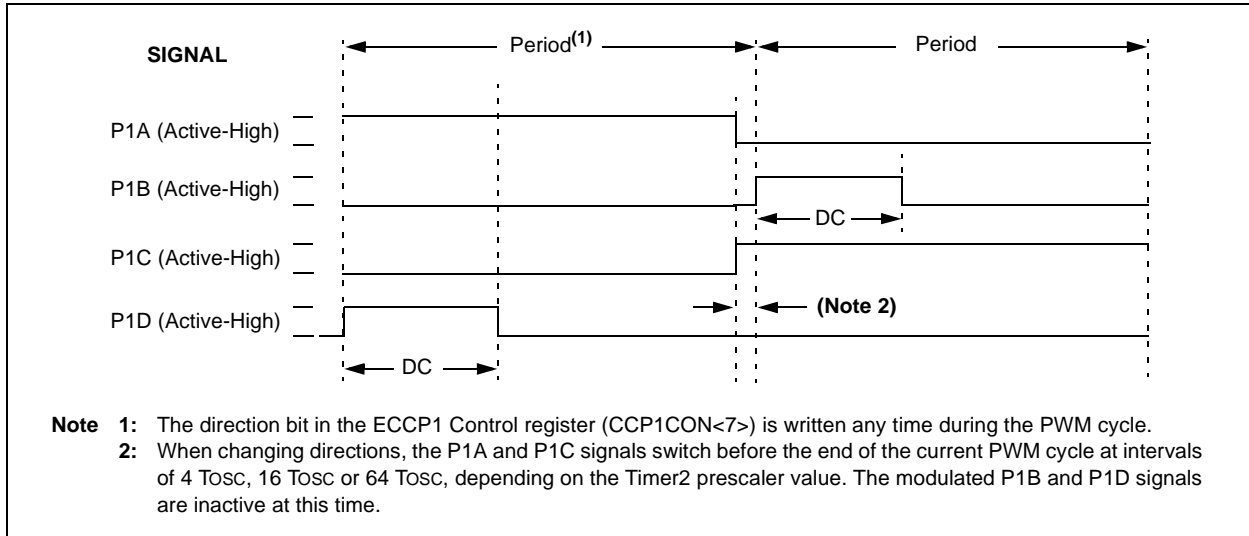 SIGNAL
Period(1)
Period
P1A (Active-High)
P1B (Active-High)
DC
P1C (Active-High)
P1D (Active-High)
(Note 2)
DC
Note 1: The direction bit in the ECCP1 Control register (CCP1CON<7>) is written any time during the PWM cycle.
2: When changing directions, the P1A and P1C signals switch before the end of the current PWM cycle at intervals
of 4 TOSC, 16 TOSC or 64 TOSC, depending on the Timer2 prescaler value. The modulated P1B and P1D signals
are inactive at this time.